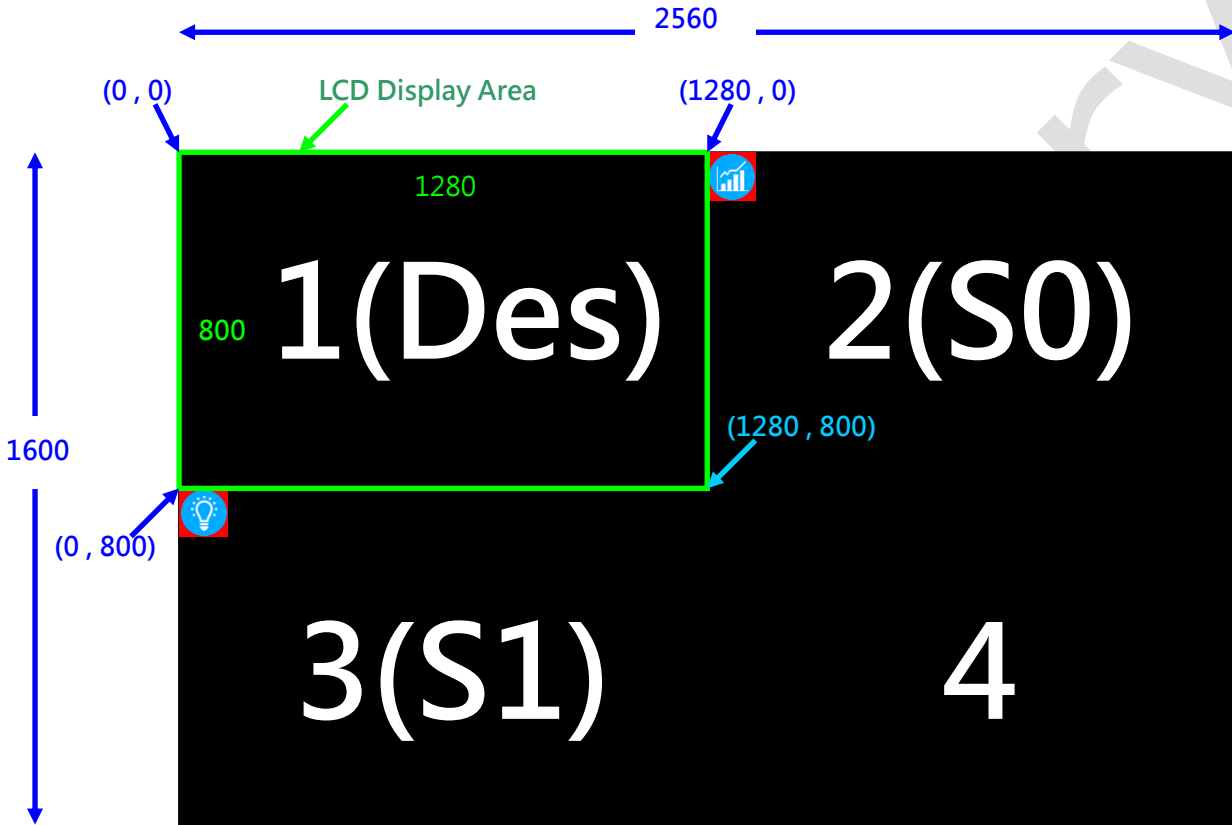 2560
(0 , 0)
LCD Display Area
(1280 , 0)
1280
1(Des)
2(S0)
800
(1280 , 800)
1600
(0 , 800)
3(S1)
4